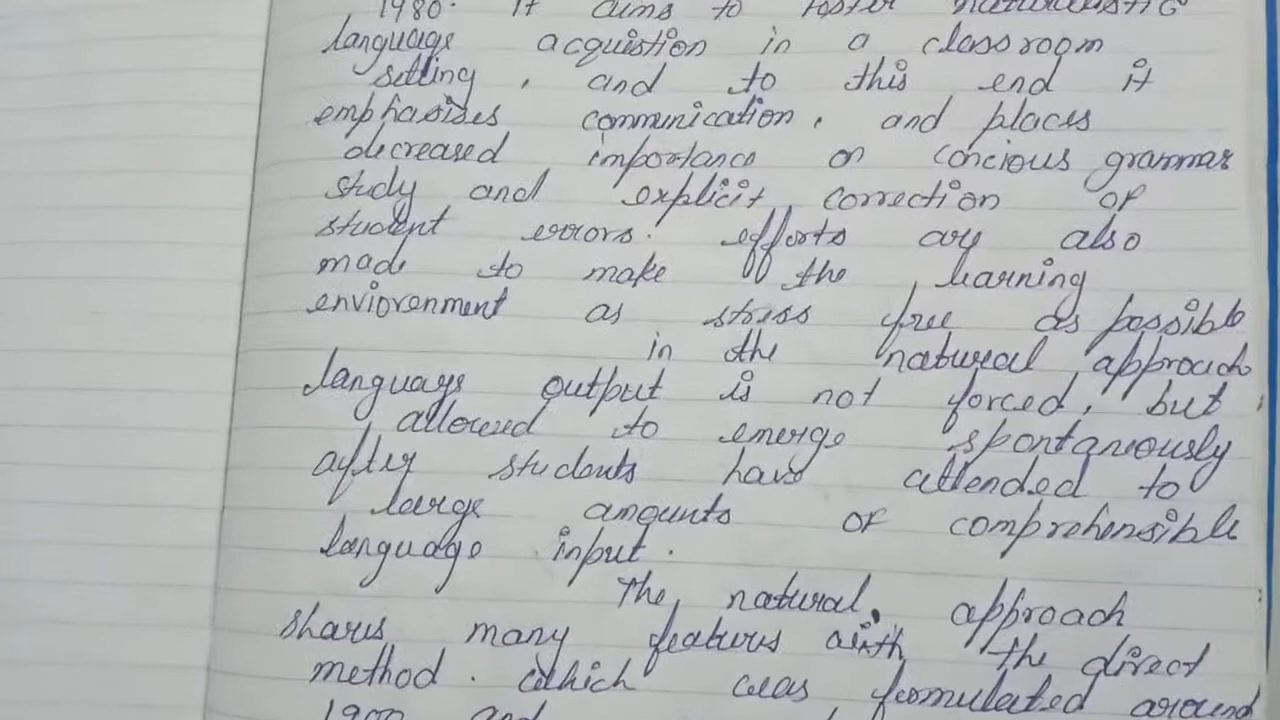 1980. It aims to foster naturalistic
language acquistion in a classroom
setting, and to this end it
emphasises communication, and places
decreased importance on concious grammar
study and explicit correction of
student errors. efforts are also
made to make the learning
enviorenment as stress free as possible
in the natural approach
language output is not forced, but
allowed to emerge spontaneously
after students have attended to
large amounts of comprehensible
language input.
The natural approach
shares many features with the direct
method. which was formulated around
1900 and